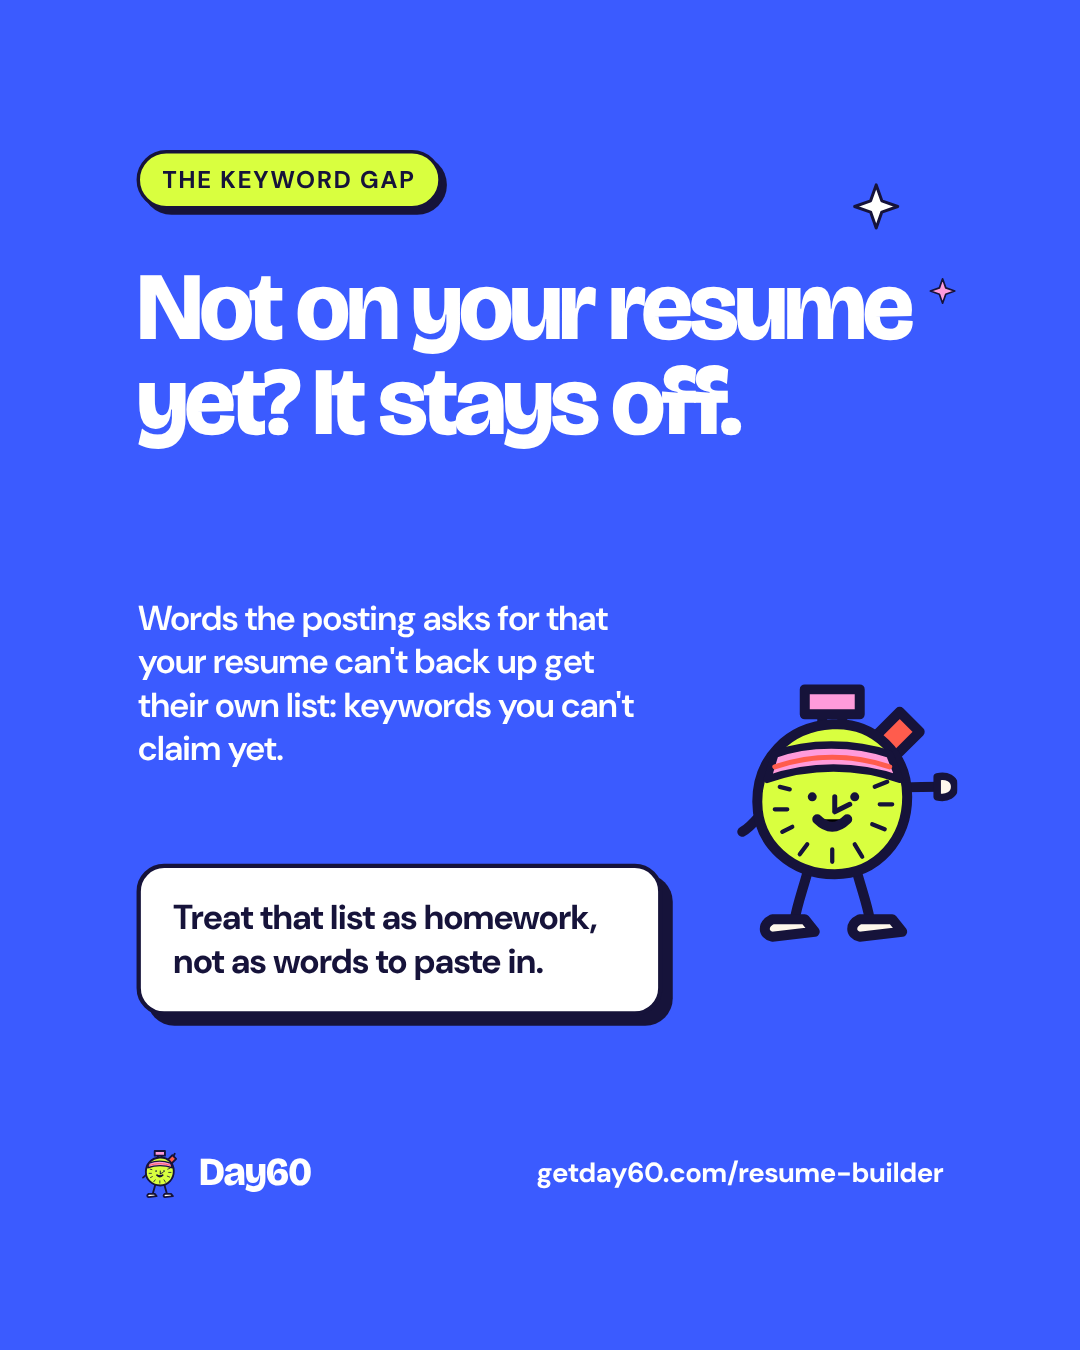 THE KEYWORD GAP
Not on your resume
yet? It stays off.
Words the posting asks for that
your resume can't back up get
their own list: keywords you can't
claim yet.
Treat that list as homework,
not as words to paste in.
Day60
getday60.com/resume-builder